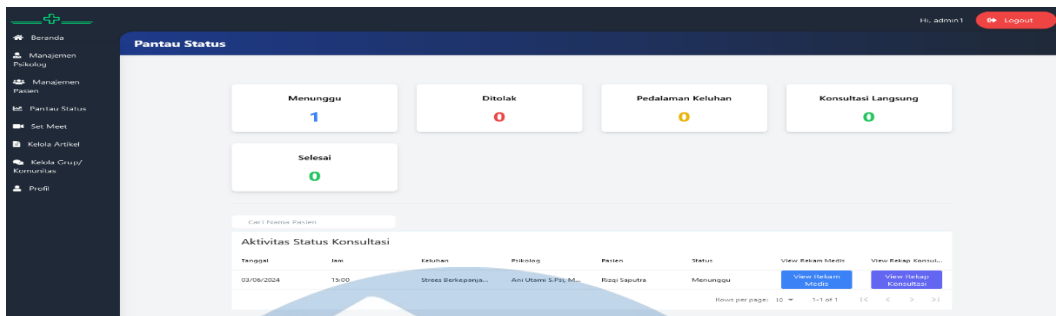 Hi, admin1 Logout
Beranda
Pantau Status
Manajemen
Psikolog
Manajemen
Pasien
Pantau Status
Set Meet
Kelola Artikel
Kelola Grup/
Komunitas
Profil
Menunggu Ditolak Pedalaman Keluhan Konsultasi Langsung
1 0 0 0
Selesai
0
Cari Nama Pasien
Aktivitas Status Konsultasi
Tanggal Jam Keluhan Psikolog Pasien Status View Rekam Medis View Rekap Konsul...
03/06/2024 15:00 Stress Berkepanja... Ani Utami S.Psi, M... Rizqi Saputra Menunggu View Rekam Medis View Rekap Konsultasi
Rows per page: 10 1-1 of 1